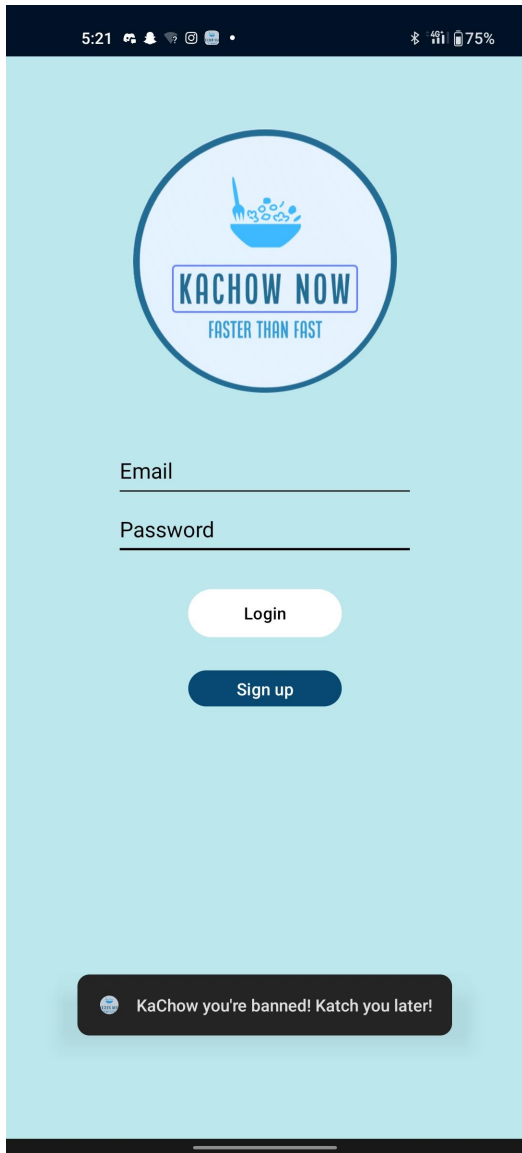 5:21
75%
KACHOW NOW
FASTER THAN FAST
Email
Password
Login
Sign up
KaChow you're banned! Katch you later!